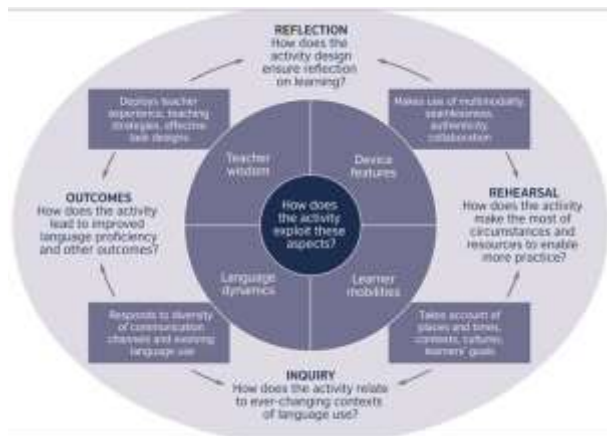 REFLECTION
How does the
activity design
ensure reflection
on learning?
Deploys teacher
experience, teaching
strategies, effective
task designs
Makes use of multimodality,
seamlessness,
authenticity,
collaboration
Teacher
wisdom
Device
features
OUTCOMES
How does the activity
lead to improved
language proficiency
and other outcomes?
How does
the activity
exploit these
aspects?
REHEARSAL
How does the activity
make the most of
circumstances and
resources to enable
more practice?
Language
dynamics
Learner
mobilities
Responds to diversity
of communication
channels and evolving
language use
Takes account of
places and times,
contexts, cultures,
learners' goals
INQUIRY
How does the activity relate
to ever-changing contexts
of language use?